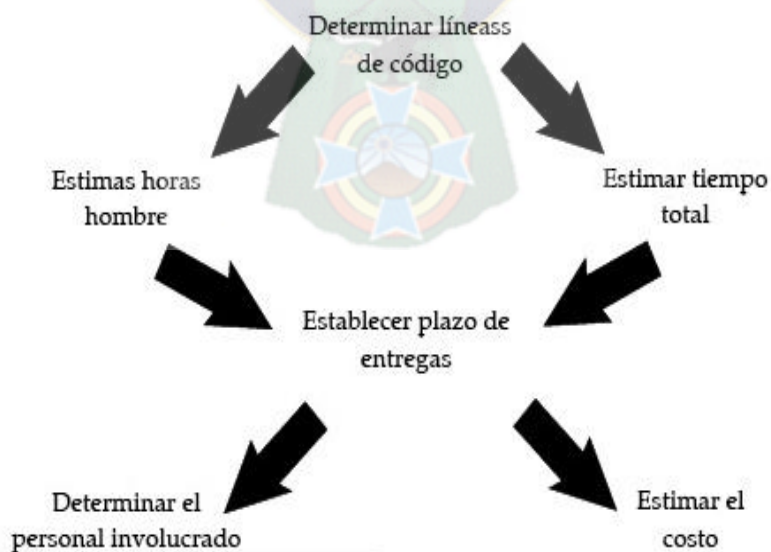 Determinar líneass
de código
Estimas horas
hombre
Estimar tiempo
total
Establecer plazo de
entregas
Determinar el
personal involucrado
Estimar el
costo